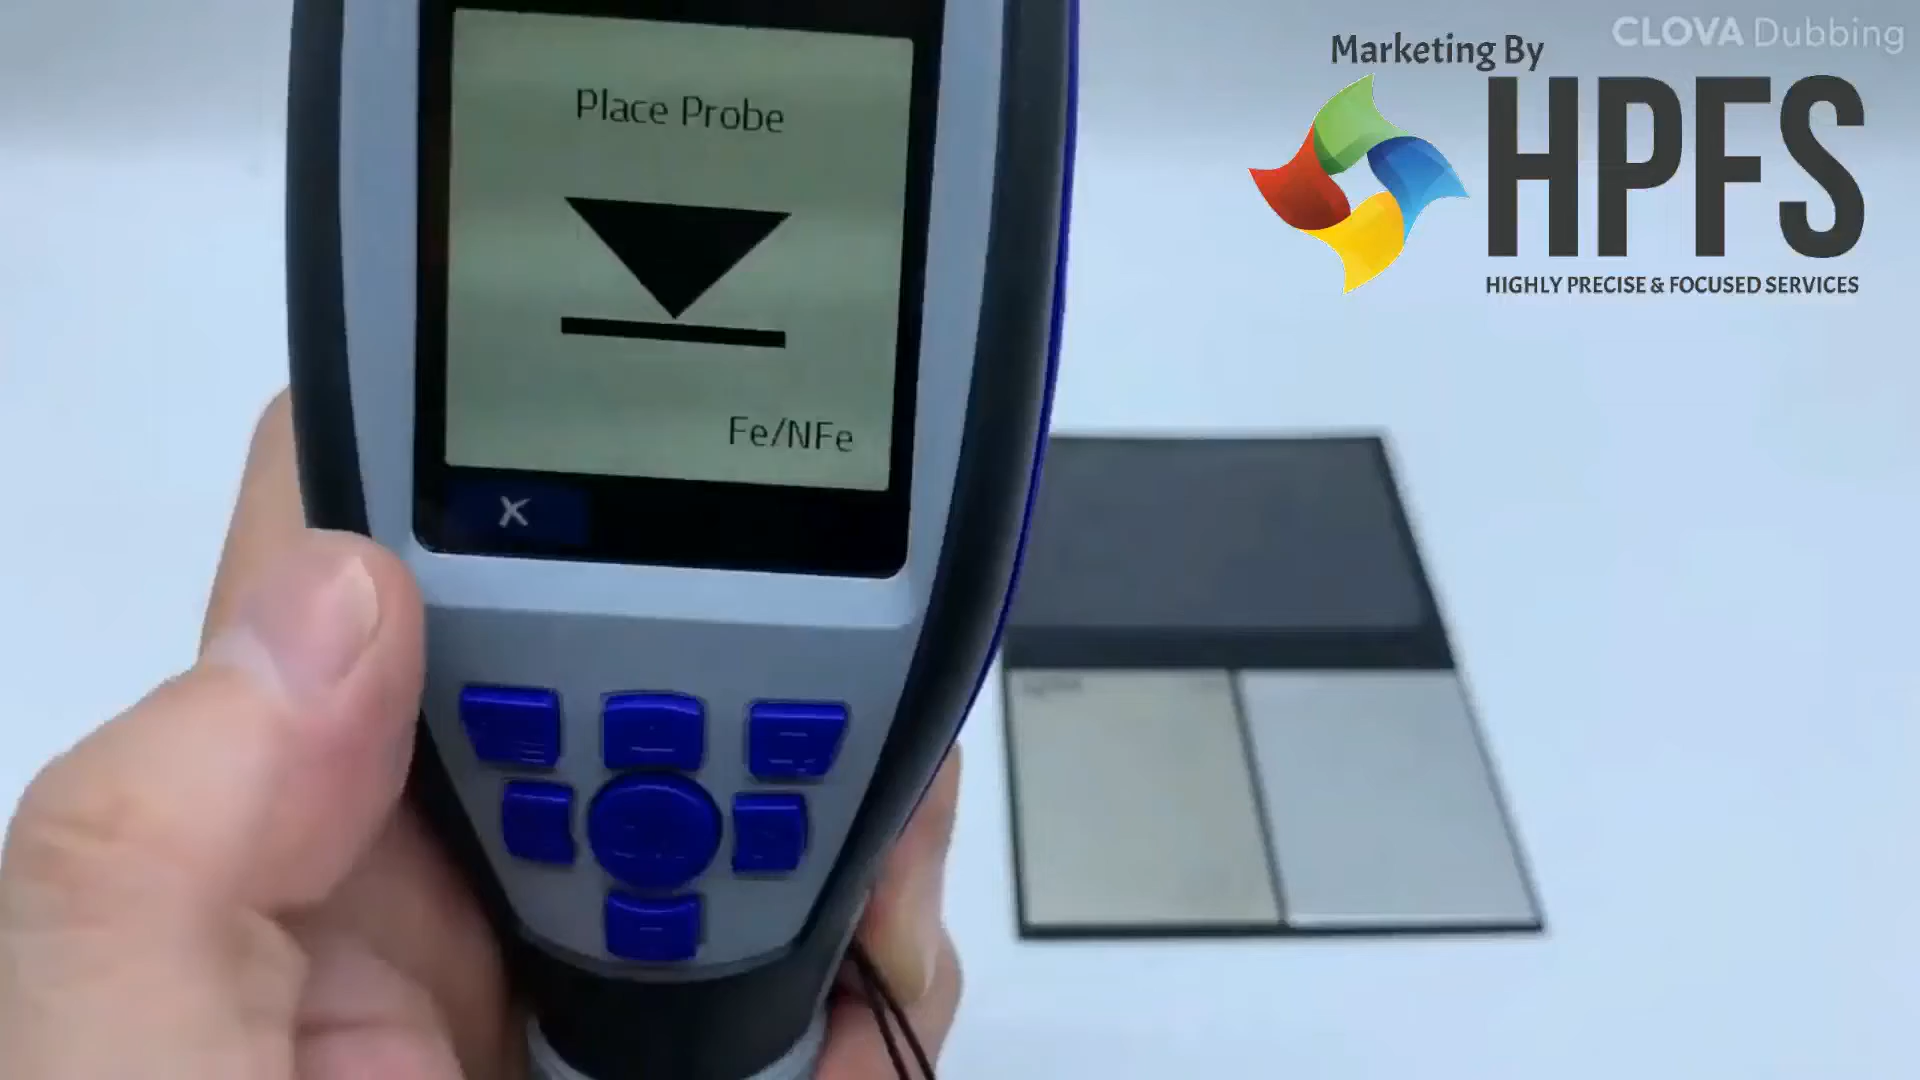 Place Probe
Fe/NFe
X
CLOVA Dubbing
Marketing By
HPFS
HIGHLY PRECISE & FOCUSED SERVICES